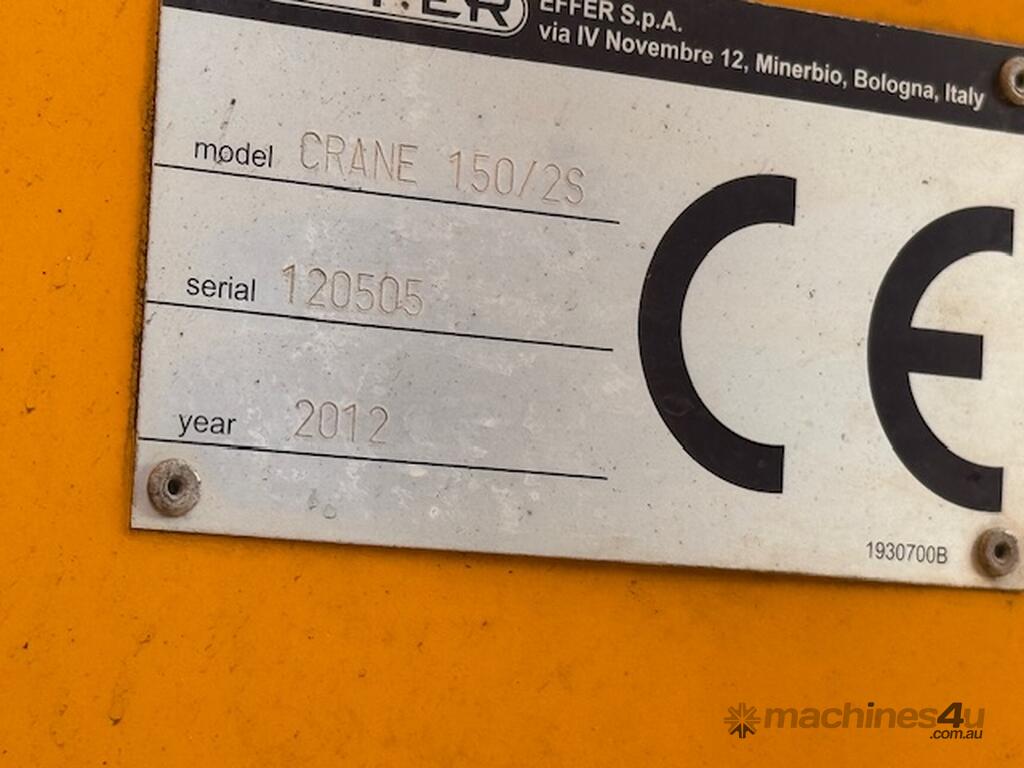 EFFER S.p.A.
via IV Novembre 12, Minerbio, Bologna, Italy
model CRANE 150/2S
serial 120505
year 2012
CE
1930700B
machines4u
.com.au